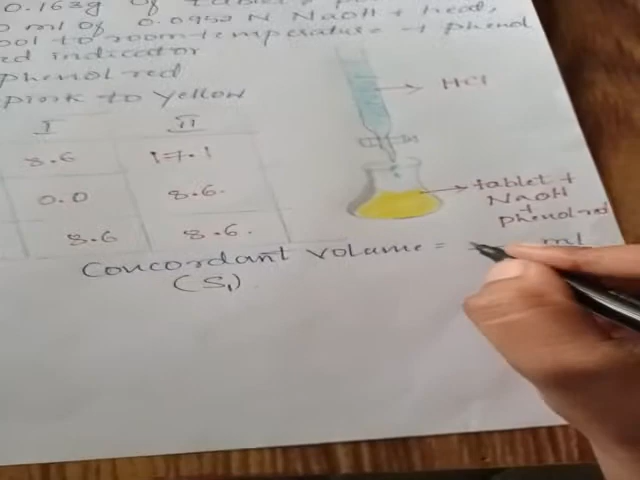 0.163g of tablet
ml of 0.0952 N NaOH + heat,
to room temperature + phenol
ed indicator
phenol red
pink to yellow
I II
8.6 17.1
0.0 8.6.
8.6 8.6.
HCl
tablet +
NaOH
+
phenol red
Concordant volume = ml
(S₁)